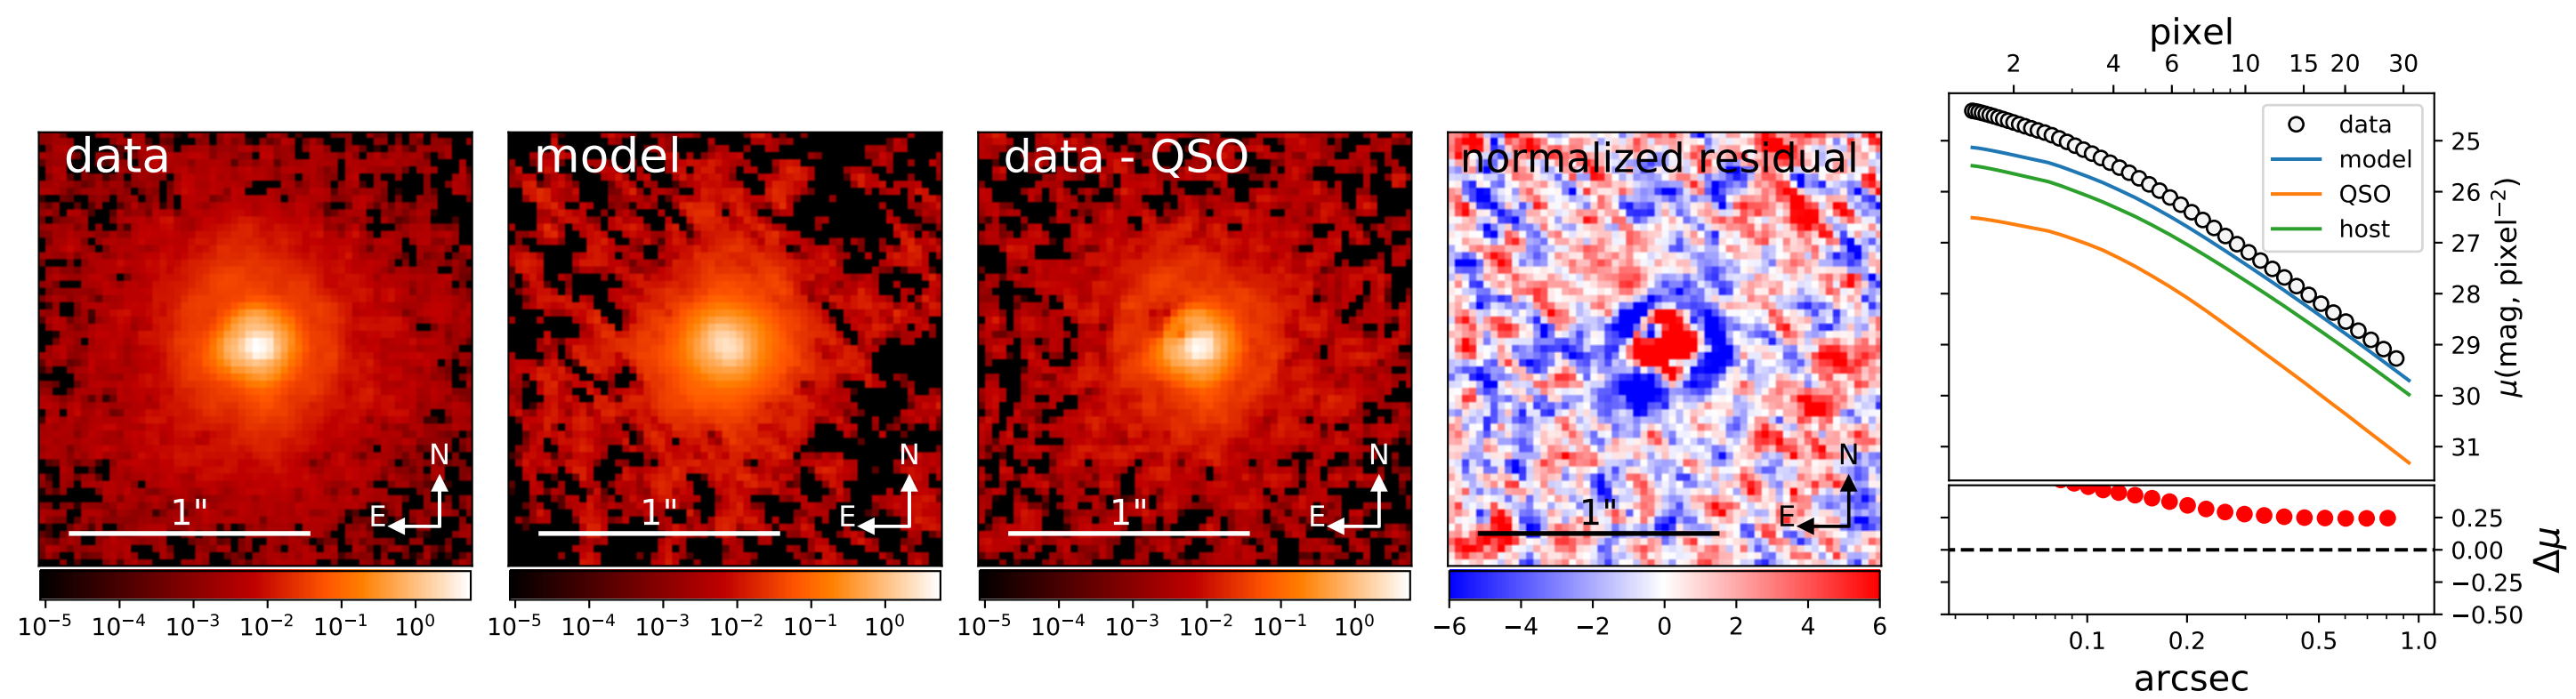 data
N
E
1"
10⁻⁵ 10⁻⁴ 10⁻³ 10⁻² 10⁻¹ 10⁰
model
N
E
1"
10⁻⁵ 10⁻⁴ 10⁻³ 10⁻² 10⁻¹ 10⁰
data - QSO
N
E
1"
10⁻⁵ 10⁻⁴ 10⁻³ 10⁻² 10⁻¹ 10⁰
normalized residual
N
E
1"
−6 −4 −2 0 2 4 6
pixel
2 4 6 10 15 20 30
data
model
QSO
host
25
26
27
28
29
30
31
μ(mag, pixel⁻²)
0.25
0.00
−0.25
−0.50
Δμ
0.1 0.2 0.5 1.0
arcsec